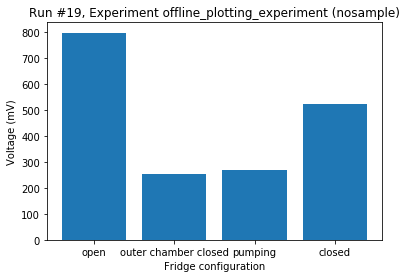 Run #19, Experiment offline_plotting_experiment (nosample)
800
700
600
500
400
300
200
100
0
Voltage (mV)
open outer chamber closed pumping closed
Fridge configuration